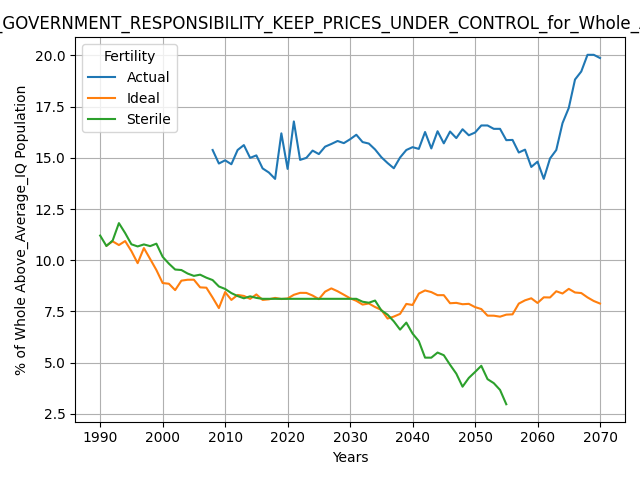 _GOVERNMENT_RESPONSIBILITY_KEEP_PRICES_UNDER_CONTROL_for_Whole_
Fertility
Actual
Ideal
Sterile
% of Whole Above_Average_IQ Population
20.0
17.5
15.0
12.5
10.0
7.5
5.0
2.5
1990 2000 2010 2020 2030 2040 2050 2060 2070
Years